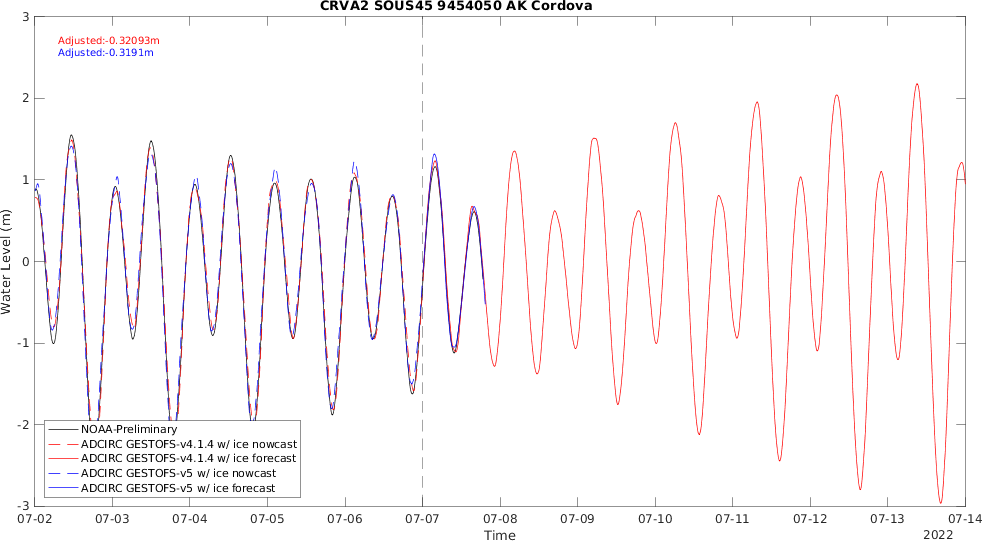 CRVA2 SOUS45 9454050 AK Cordova
Adjusted:-0.32093m
Adjusted:-0.3191m
3
2
1
0
-1
-2
-3
Water Level (m)
NOAA-Preliminary
ADCIRC GESTOFS-v4.1.4 w/ ice nowcast
ADCIRC GESTOFS-v4.1.4 w/ ice forecast
ADCIRC GESTOFS-v5 w/ ice nowcast
ADCIRC GESTOFS-v5 w/ ice forecast
07-02 07-03 07-04 07-05 07-06 07-07 07-08 07-09 07-10 07-11 07-12 07-13 07-14
Time
2022